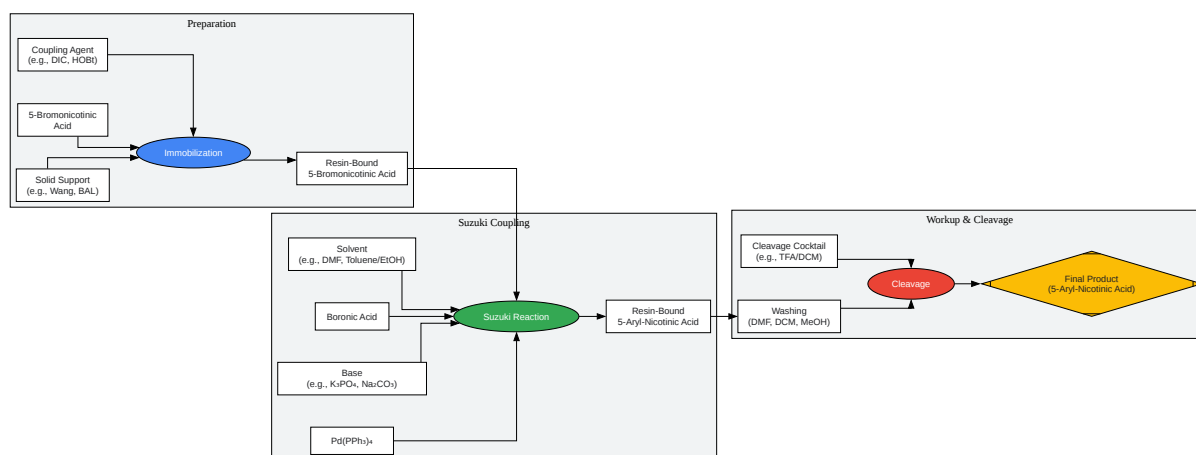 Preparation
Coupling Agent
(e.g., DIC, HOBt)
5-Bromonicotinic
Acid
Immobilization
Solid Support
(e.g., Wang, BAL)
Resin-Bound
5-Bromonicotinic Acid
Suzuki Coupling
Solvent
(e.g., DMF, Toluene/EtOH)
Boronic Acid
Suzuki Reaction
Base
(e.g., K₃PO₄, Na₂CO₃)
Pd(PPh₃)₄
Resin-Bound
5-Aryl-Nicotinic Acid
Workup & Cleavage
Cleavage Cocktail
(e.g., TFA/DCM)
Cleavage
Washing
(DMF, DCM, MeOH)
Final Product
(5-Aryl-Nicotinic Acid)